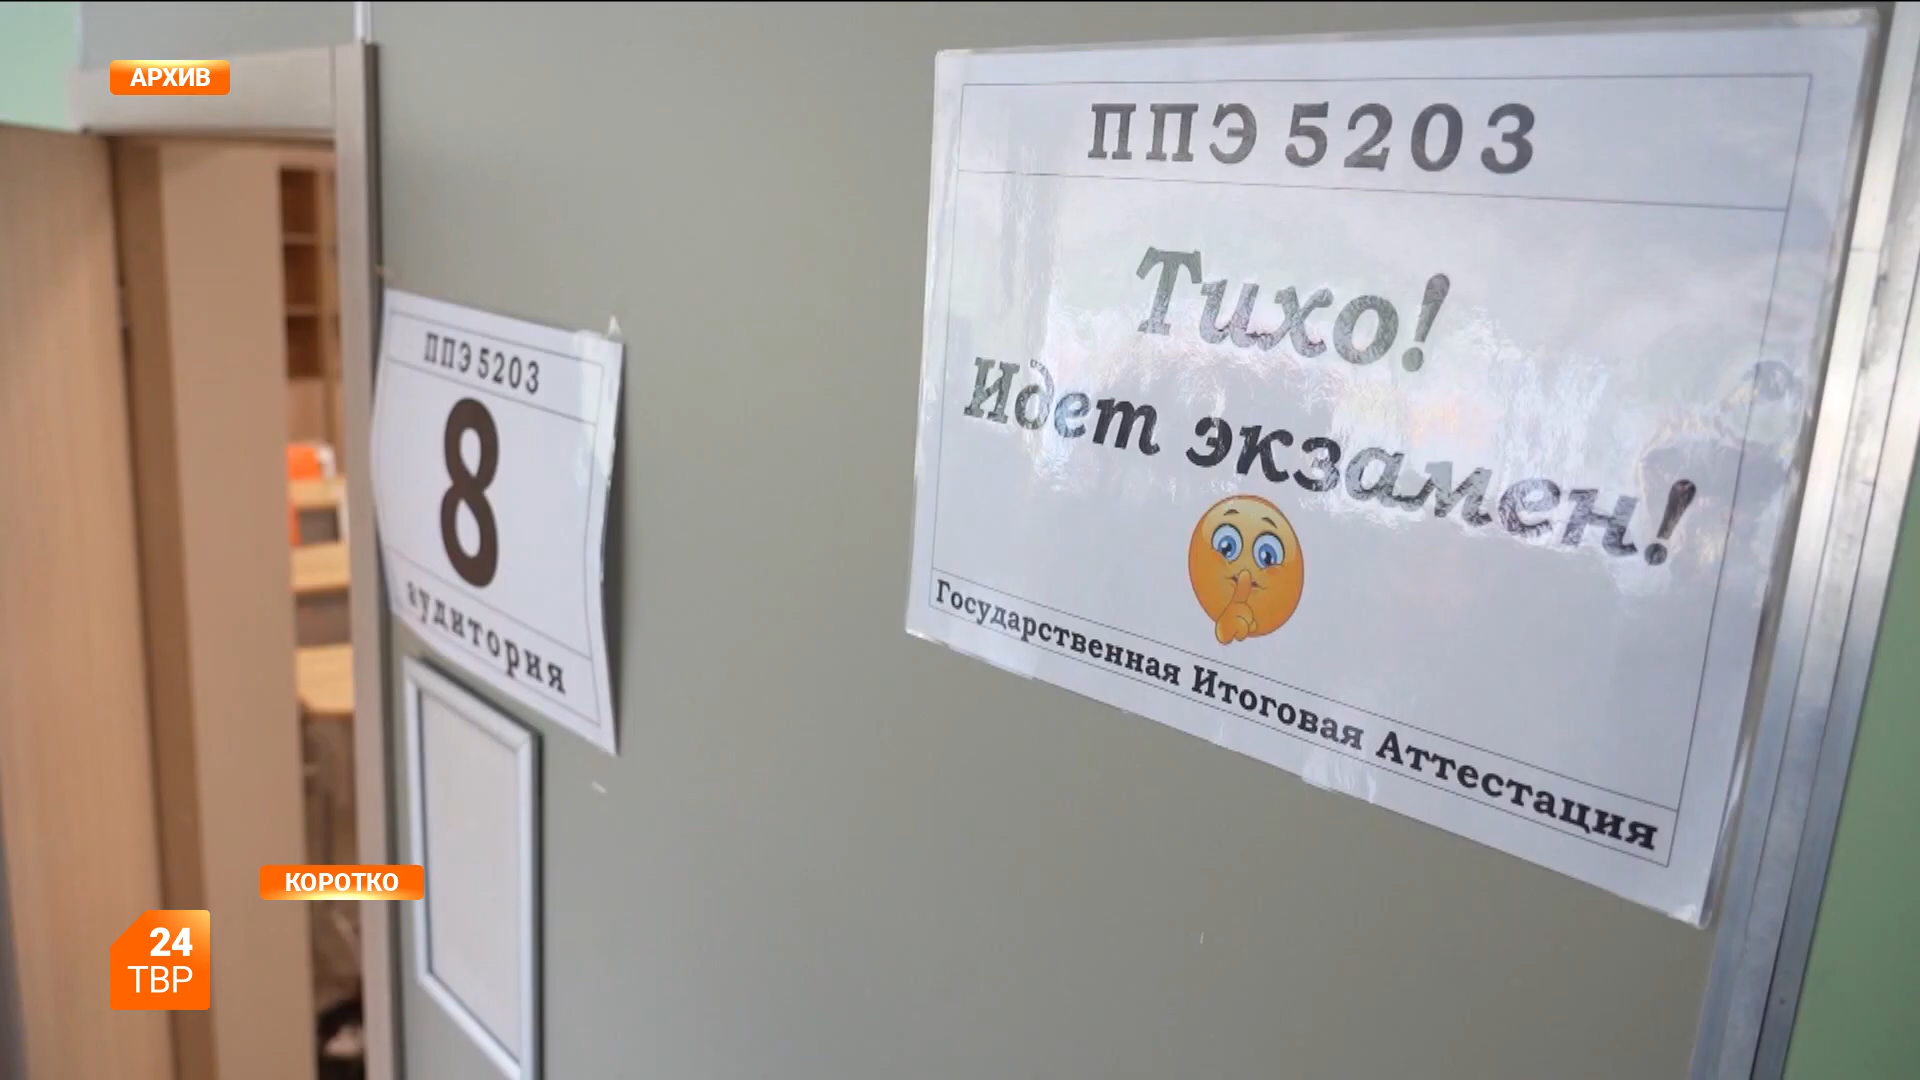 АРХИВ
ППЭ 5203
Тихо!
Идет экзамен!
Государственная Итоговая Аттестация
ППЭ 5203
8
аудитория
КОРОТКО
24
ТВР